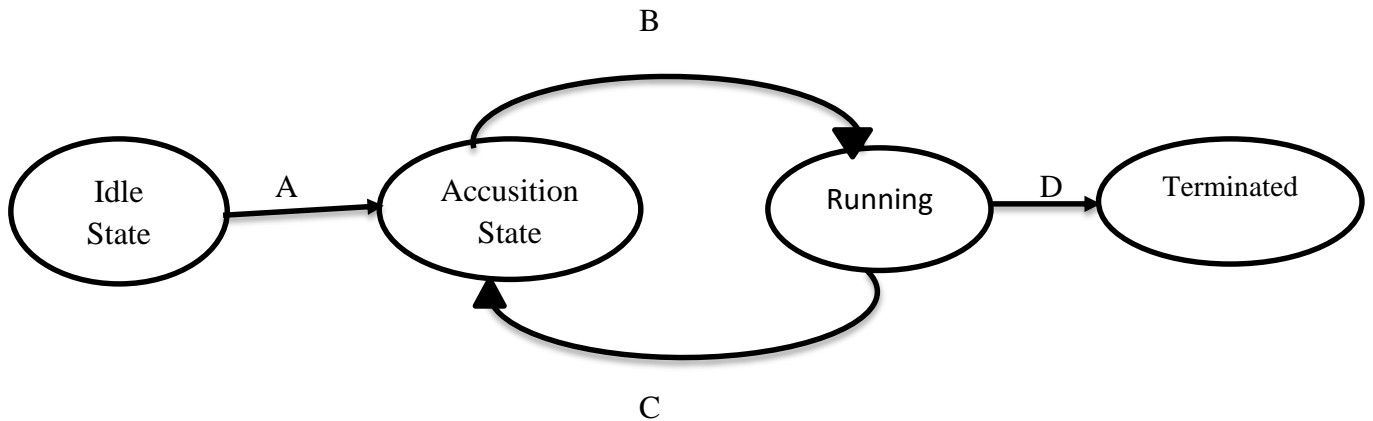 B
Idle
State
A
Accusition
State
Running
D
Terminated
C